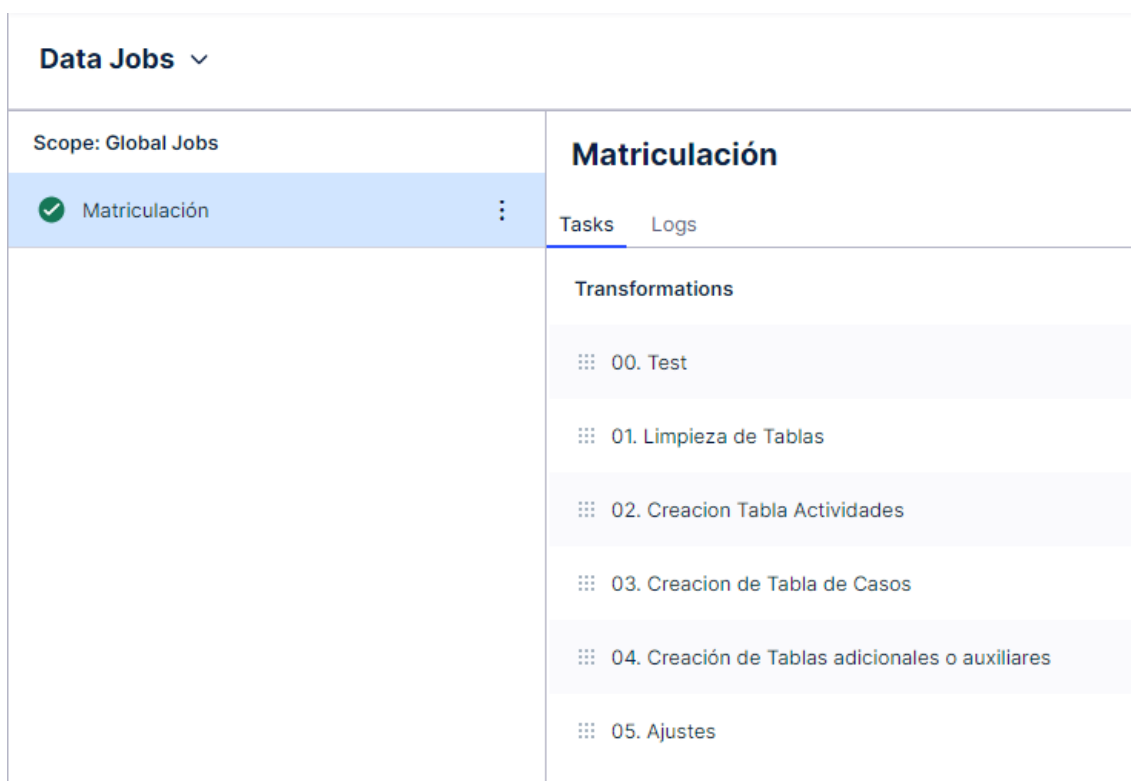 Data Jobs
Scope: Global Jobs
Matriculación
Matriculación
Tasks Logs
Transformations
00. Test
01. Limpieza de Tablas
02. Creacion Tabla Actividades
03. Creacion de Tabla de Casos
04. Creación de Tablas adicionales o auxiliares
05. Ajustes